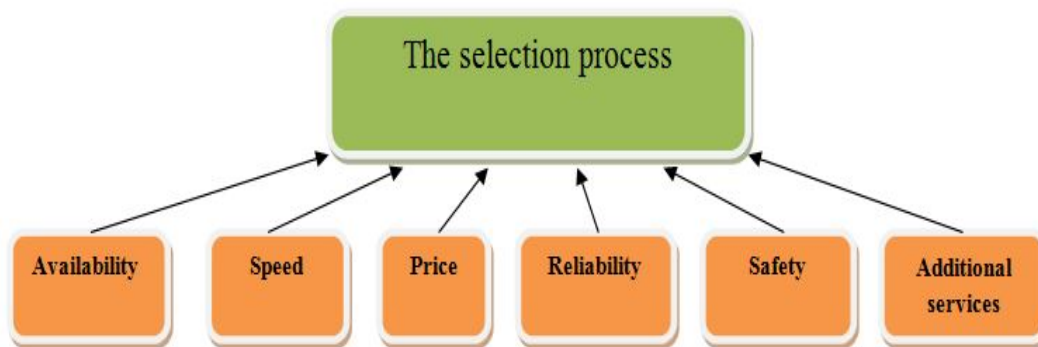 The selection process
Availability
Speed
Price
Reliability
Safety
Additional
services